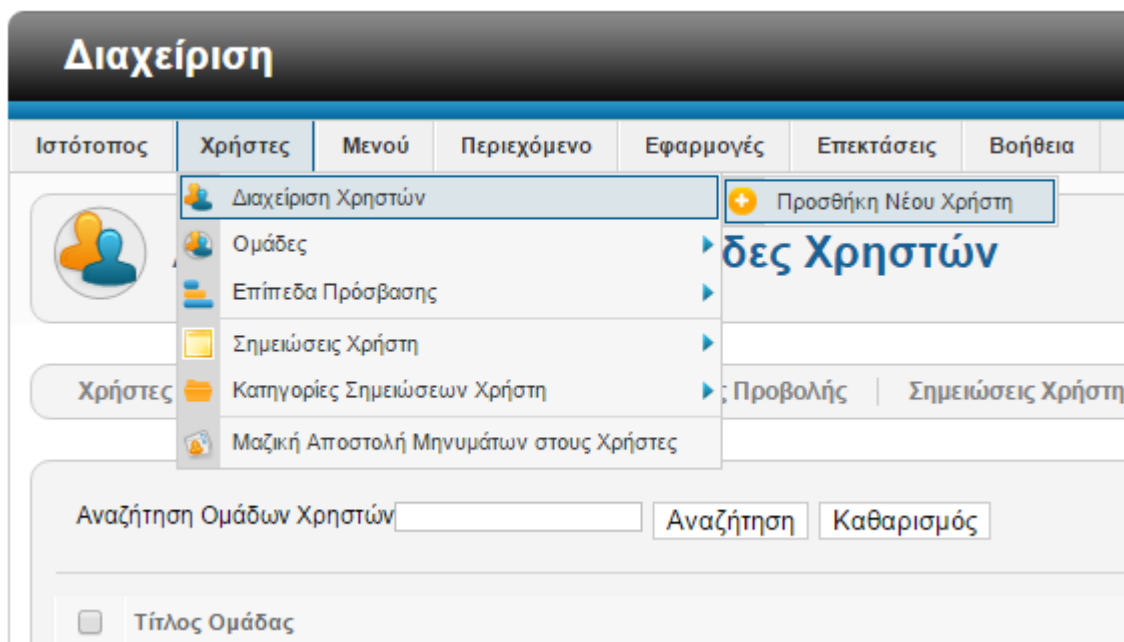 Διαχείριση
Ιστότοπος Χρήστες Μενού Περιεχόμενο Εφαρμογές Επεκτάσεις Βοήθεια
Διαχείριση Χρηστών Προσθήκη Νέου Χρήστη
Ομάδες
Χρηστών
Επίπεδα Πρόσβασης
Σημειώσεις Χρήστη
Χρήστες Κατηγορίες Σημειώσεων Χρήστη Προβολής Σημειώσεις Χρήστη
Μαζική Αποστολή Μηνυμάτων στους Χρήστες
Αναζήτηση Ομάδων Χρηστών Αναζήτηση Καθαρισμός
Τίτλος Ομάδας